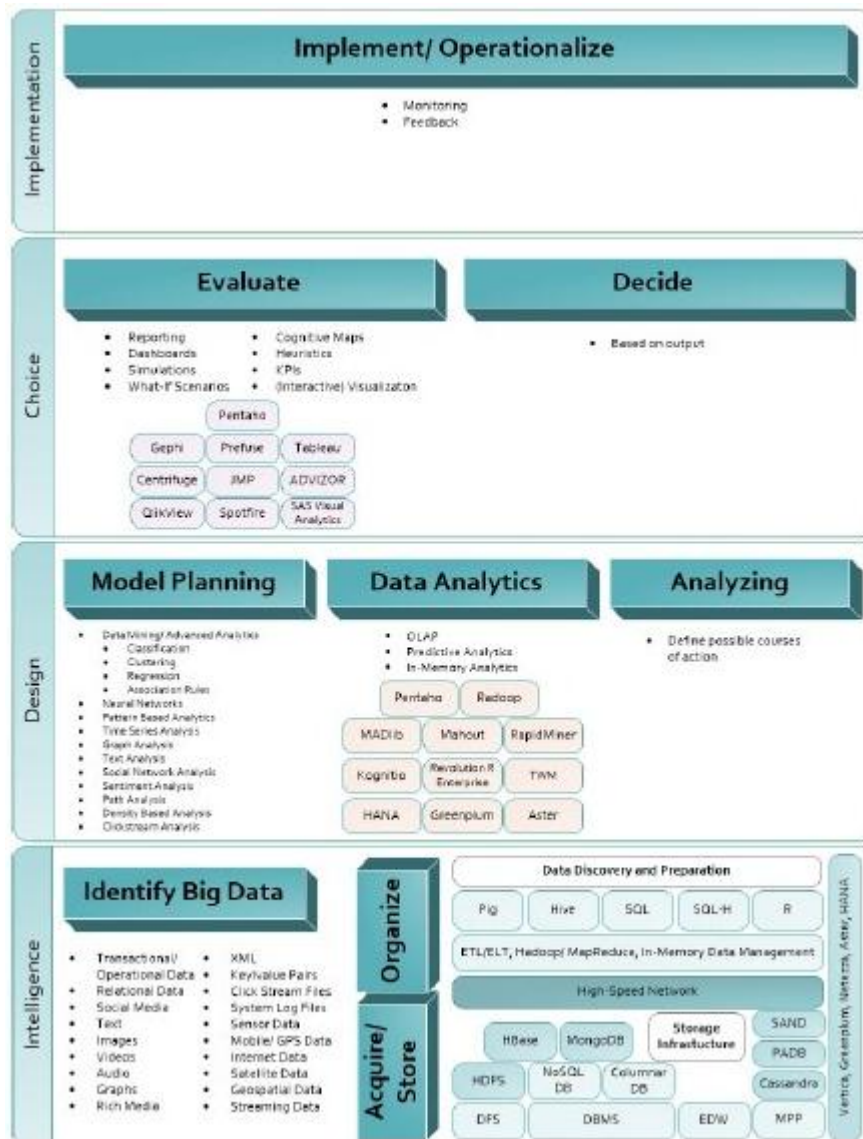 Implementation
Implement/ Operationalize
• Monitoring
• Feedback
Choice
Evaluate
• Reporting
• Dashboards
• Simulations
• What-If Scenarios
• Cognitive Maps
• Heuristics
• KPIs
• (Interactive) Visualizaton
Pentaho
Gephi
Prefuse
Tableau
Centrifuge
JMP
ADVIZOR
Qlikview
Spotfire
SAS Visual
Analytics
Decide
• Based on output
Design
Model Planning
• Data Mining/ Advanced Analytics
• Classification
• Clustering
• Regression
• Association Rules
• Neural Networks
• Pattern Based Analytics
• Time Series Analysis
• Graph Analysis
• Text Analysis
• Social Network Analysis
• Sentiment Analysis
• Path Analysis
• Density Based Analysis
• Clickstream Analysis
Data Analytics
• OLAP
• Predictive Analytics
• In-Memory Analytics
Pentaho
Radoop
MADlib
Mahout
RapidMiner
Kognitio
Revolution R
Enterprise
TWM
HANA
Greenplum
Aster
Analyzing
• Define possible courses
of action
Intelligence
Identify Big Data
• Transactional/
Operational Data
• Relational Data
• Social Media
• Text
• Images
• Videos
• Audio
• Graphs
• Rich Media
• XML
• Key/value Pairs
• Click Stream Files
• System Log Files
• Sensor Data
• Mobile/ GPS Data
• Internet Data
• Satellite Data
• Geospatial Data
• Streaming Data
Organize
Acquire/
Store
Data Discovery and Preparation
Pig
Hive
SQL
SQL-H
R
ETL/ELT, Hadoop/ MapReduce, In-Memory Data Management
High-Speed Network
HBase
MongoDB
Storage
Infrastucture
SAND
PADB
Cassandra
HDFS
NoSQL
DB
Columnar
DB
DFS
DBMS
EDW
MPP
Vertica, Greenplum, Netezza, Aster, HANA